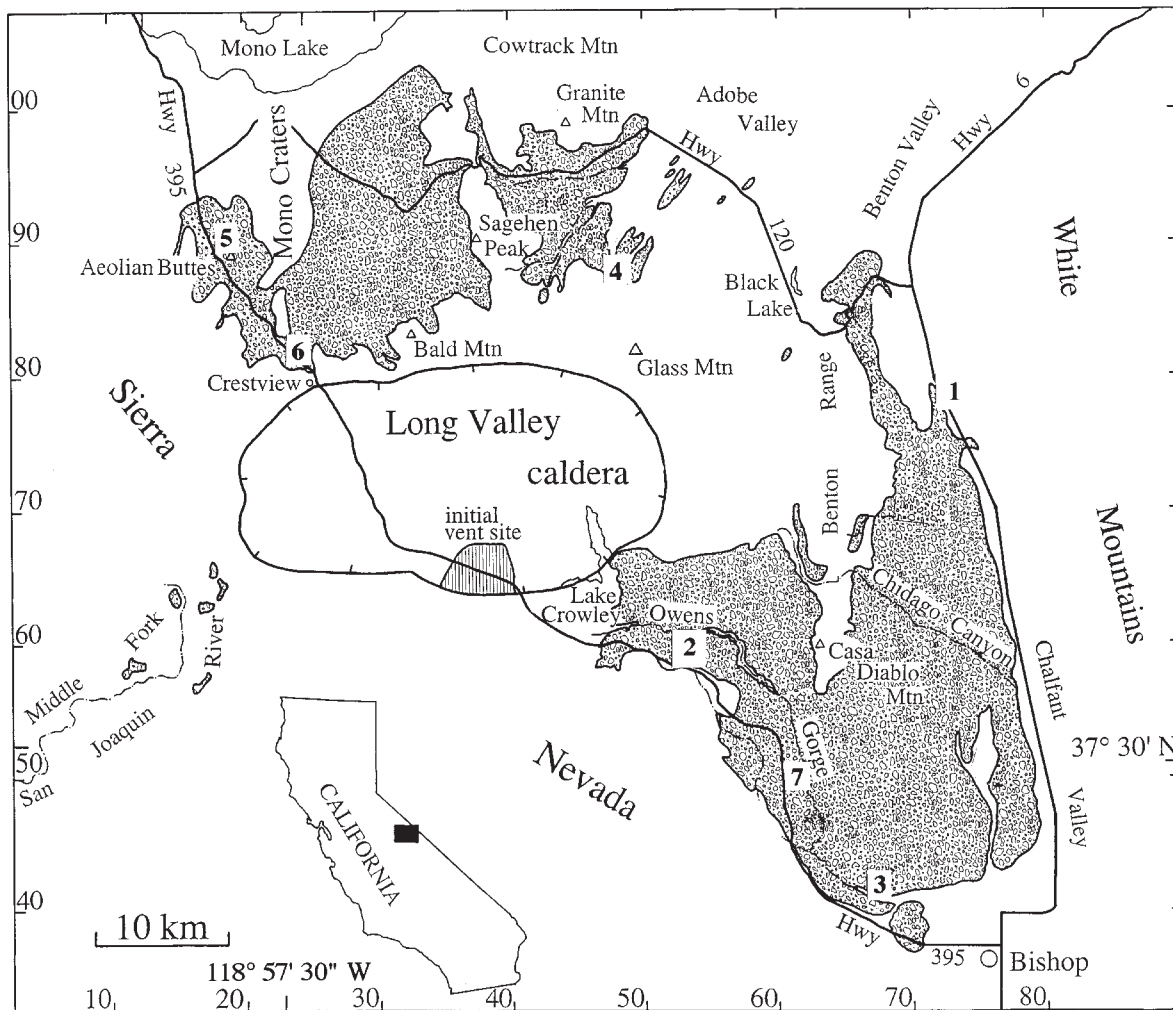 Mono Lake
Cowtrack Mtn
Granite
Mtn
Adobe
Valley
6
Hwy
Benton Valley
00
Hwy
395
Mono Craters
Hwy
120
90
5
Aeolian Buttes
Sagehen
Peak
4
Black
Lake
White
6
Bald Mtn
Glass Mtn
Range
80
Crestview
1
Sierra
Long Valley
caldera
Benton
70
initial
vent site
Mountains
Lake
Crowley
Owens
Chidago Canyon
60
2
Casa
Diablo
Mtn
Fork
River
Middle
Joaquin
San
Chalfant
Valley
50
Nevada
Gorge
7
37° 30' N
CALIFORNIA
40
3
Hwy
395
Bishop
10 km
118° 57' 30" W
10
20
30
40
50
60
70
80